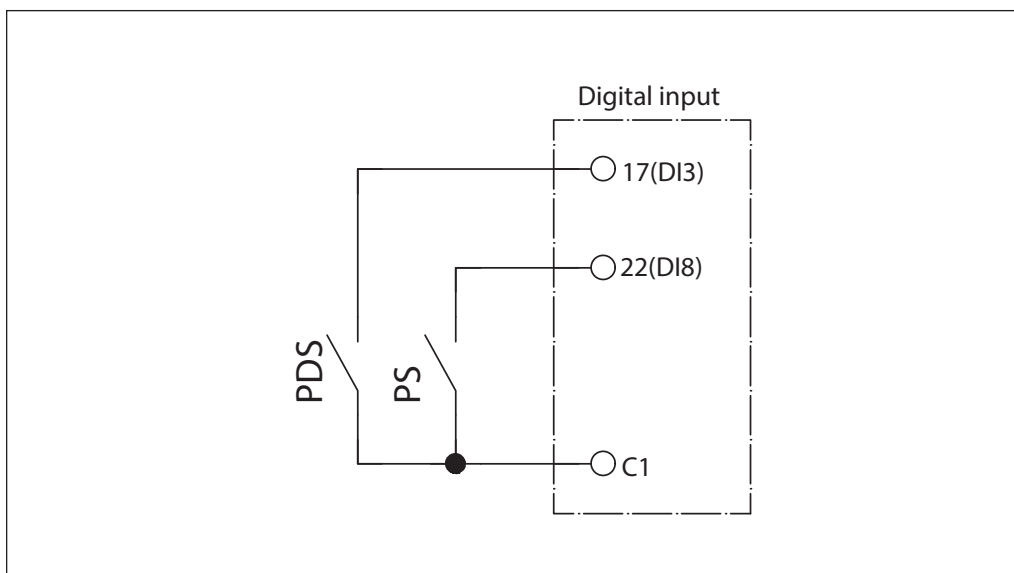 Digital input
17(DI3)
22(DI8)
PDS
PS
C1